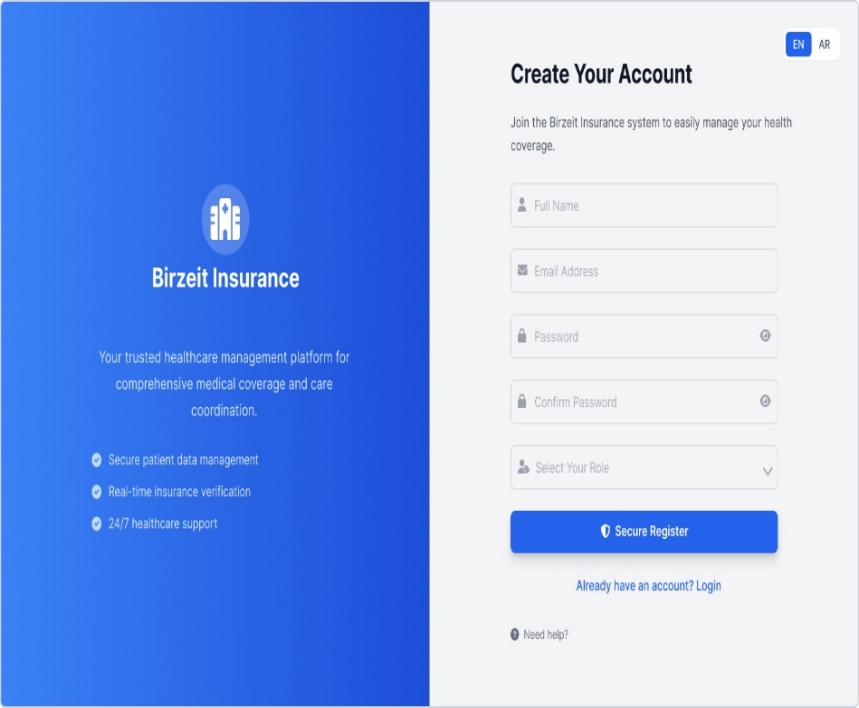 EN AR
Create Your Account
Join the Birzeit Insurance system to easily manage your health
coverage.
Full Name
Email Address
Password
Confirm Password
Select Your Role
Secure Register
Already have an account? Login
Need help?
Birzeit Insurance
Your trusted healthcare management platform for
comprehensive medical coverage and care
coordination.
Secure patient data management
Real-time insurance verification
24/7 healthcare support